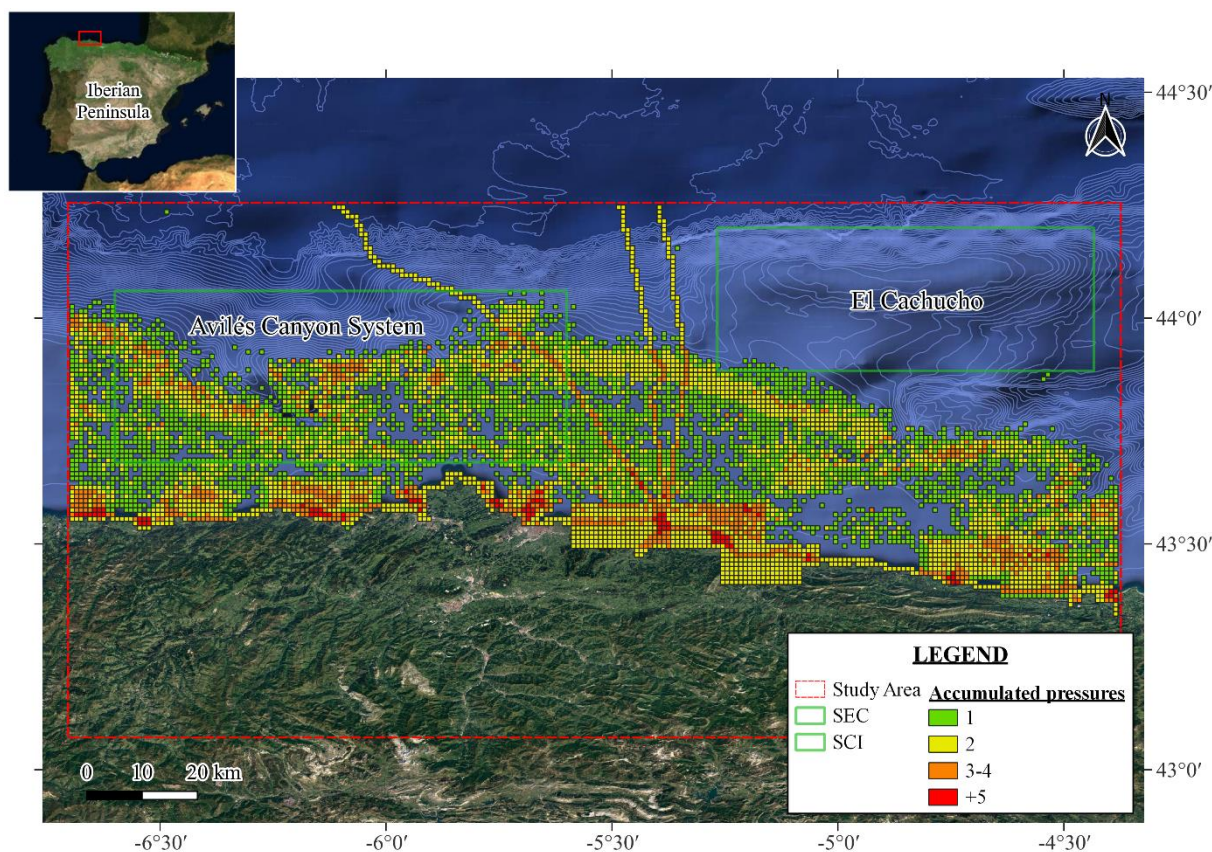 Iberian
Peninsula
N
44°30′
Avilés Canyon System
El Cachucho
44°0′
43°30′
LEGEND
Study Area
SEC
SCI
Accumulated pressures
1
2
3-4
+5
0 10 20 km
43°0′
-6°30′ -6°0′ -5°30′ -5°0′ -4°30′